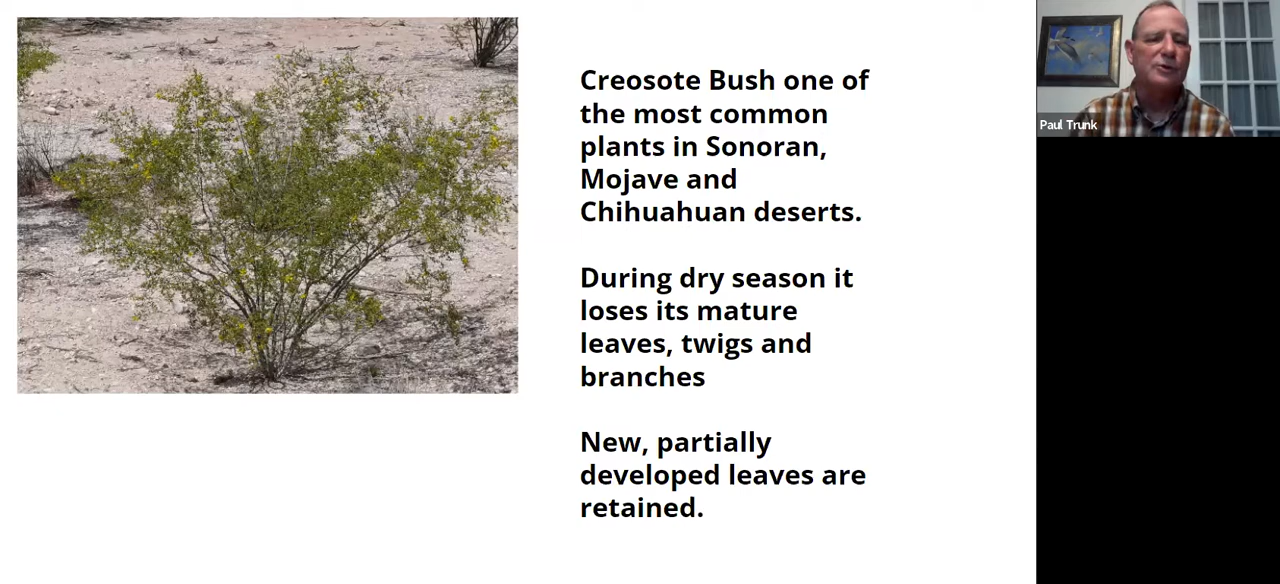 Creosote Bush one of
the most common
plants in Sonoran,
Mojave and
Chihuahuan deserts.
During dry season it
loses its mature
leaves, twigs and
branches
New, partially
developed leaves are
retained.
Paul Trunk